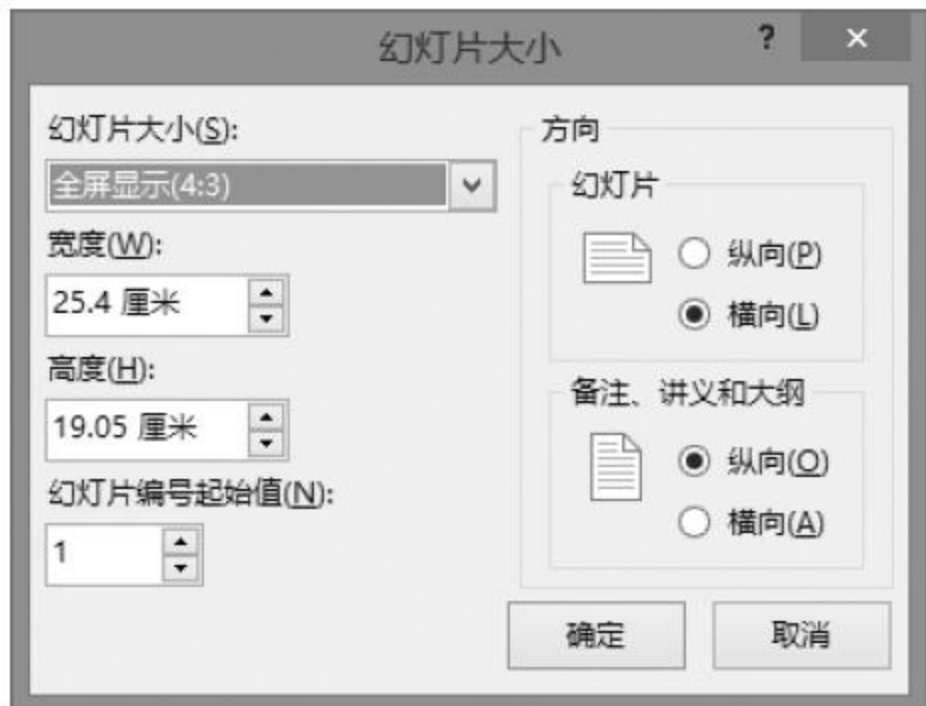 幻灯片大小
?
×
幻灯片大小(S):
全屏显示(4:3)
宽度(W):
25.4 厘米
高度(H):
19.05 厘米
幻灯片编号起始值(N):
1
方向
幻灯片
纵向(P)
横向(L)
备注、讲义和大纲
纵向(O)
横向(A)
确定
取消